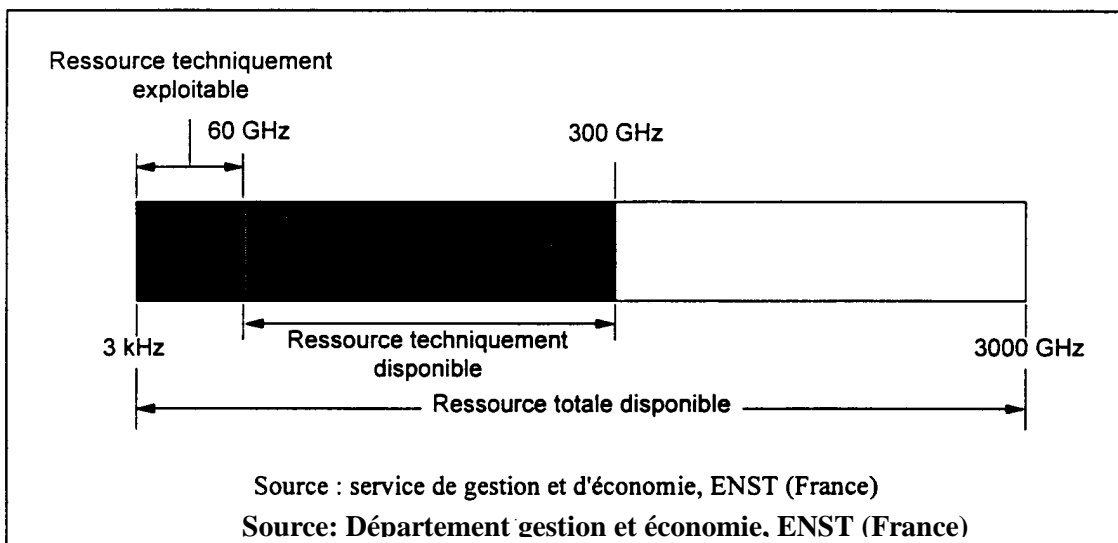 Ressource techniquement
exploitable
60 GHz
300 GHz
3 kHz
Ressource techniquement
disponible
3000 GHz
Ressource totale disponible
Source : service de gestion et d'économie, ENST (France)
Source: Département gestion et économie, ENST (France)